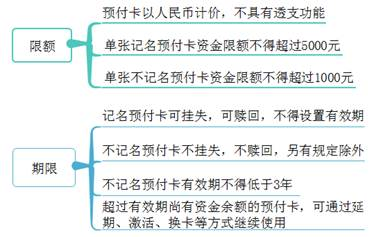 限额
预付卡以人民币计价，不具有透支功能
单张记名预付卡资金限额不得超过5000元
单张不记名预付卡资金限额不得超过1000元
期限
记名预付卡可挂失，可赎回，不得设置有效期
不记名预付卡不挂失，不赎回，另有规定除外
不记名预付卡有效期不得低于3年
超过有效期尚有资金余额的预付卡，可通过延
期、激活、换卡等方式继续使用